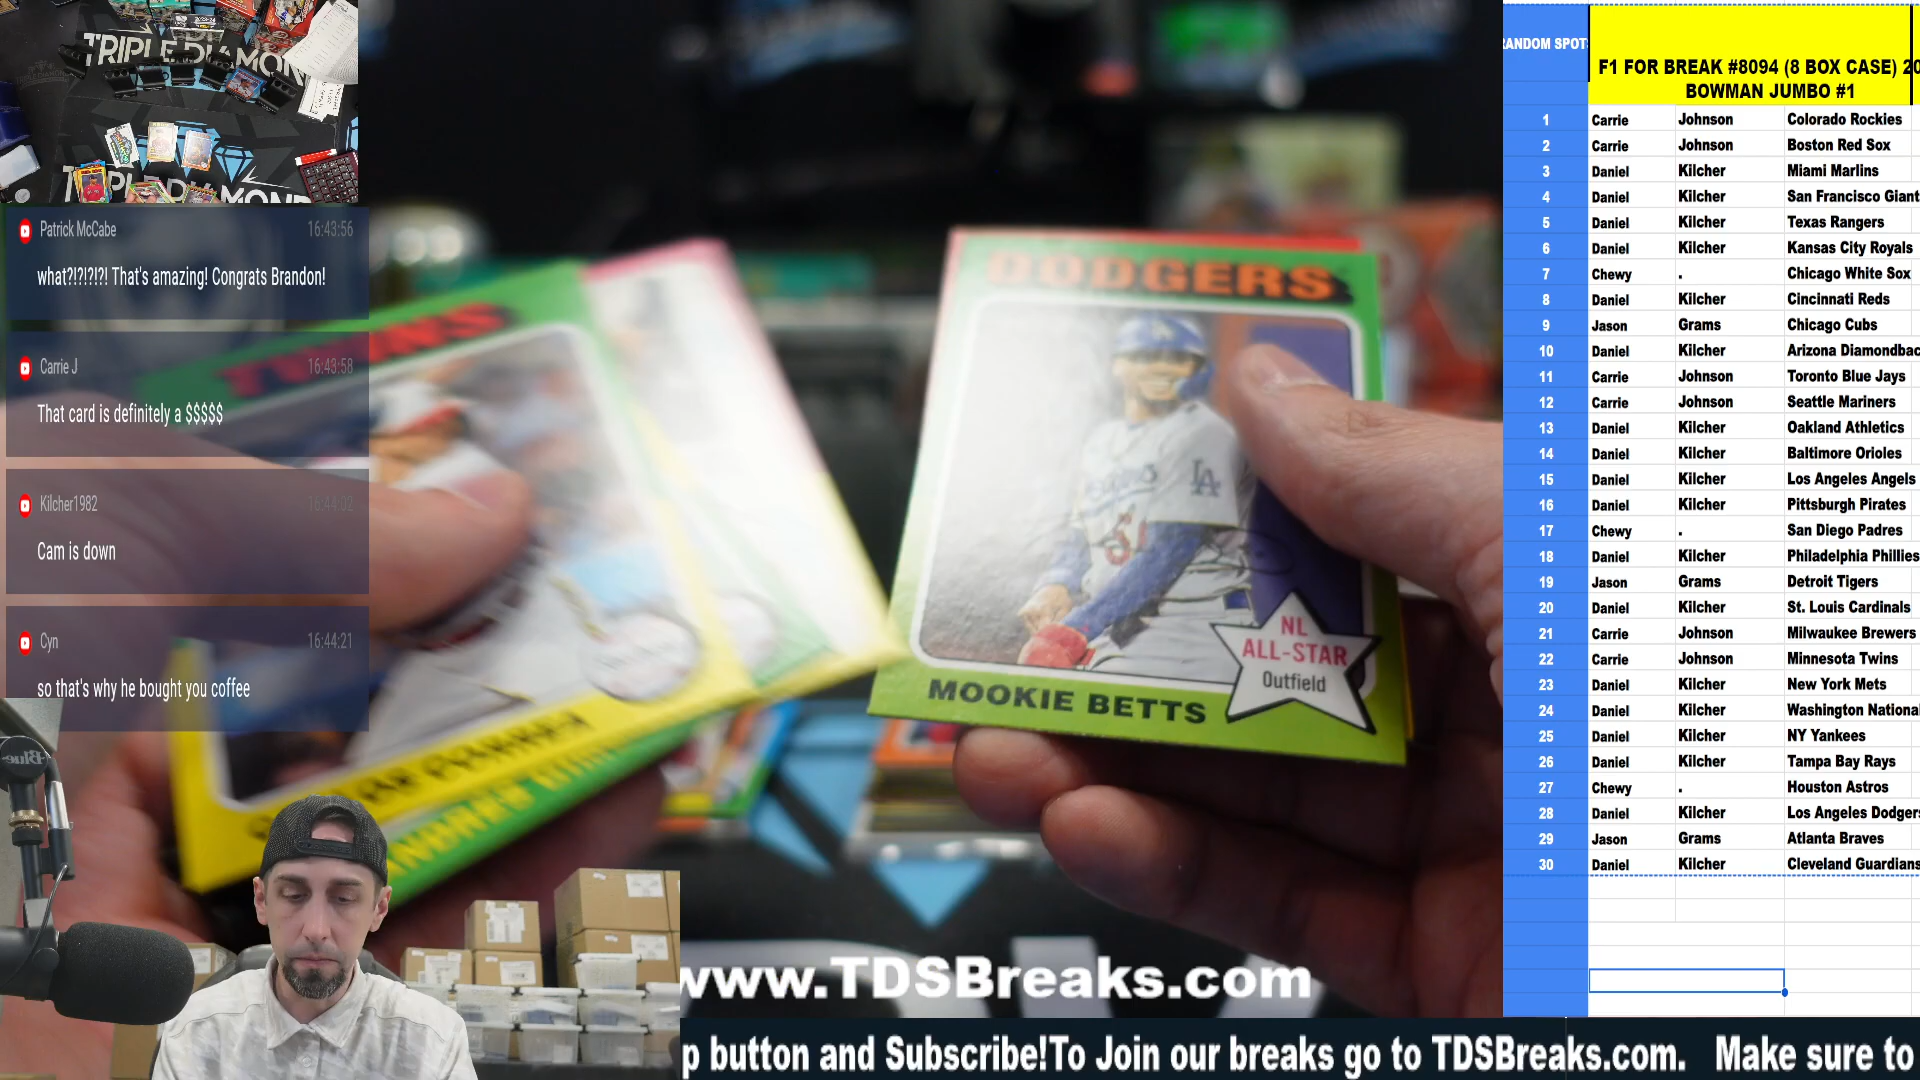 TRIPLE DIAMON
Patrick McCabe 16:43:56
what?!?!?!?! That's amazing! Congrats Brandon!
Carrie J 16:43:58
That card is definitely a $$$$$
Kilcher1982
Cam is down
Cyn 16:44:21
so that's why he bought you coffee
TWINS
DODGERS
LA
NL
ALL-STAR
Outfield
MOOKIE BETTS
Blue
www.TDSBreaks.com
p button and Subscribe!To Join our breaks go to TDSBreaks.com. Make sure to
RANDOM SPOT
F1 FOR BREAK #8094 (8 BOX CASE) 20
BOWMAN JUMBO #1
1 Carrie Johnson Colorado Rockies
2 Carrie Johnson Boston Red Sox
3 Daniel Kilcher Miami Marlins
4 Daniel Kilcher San Francisco Giant
5 Daniel Kilcher Texas Rangers
6 Daniel Kilcher Kansas City Royals
7 Chewy . Chicago White Sox
8 Daniel Kilcher Cincinnati Reds
9 Jason Grams Chicago Cubs
10 Daniel Kilcher Arizona Diamondbac
11 Carrie Johnson Toronto Blue Jays
12 Carrie Johnson Seattle Mariners
13 Daniel Kilcher Oakland Athletics
14 Daniel Kilcher Baltimore Orioles
15 Daniel Kilcher Los Angeles Angels
16 Daniel Kilcher Pittsburgh Pirates
17 Chewy . San Diego Padres
18 Daniel Kilcher Philadelphia Phillies
19 Jason Grams Detroit Tigers
20 Daniel Kilcher St. Louis Cardinals
21 Carrie Johnson Milwaukee Brewers
22 Carrie Johnson Minnesota Twins
23 Daniel Kilcher New York Mets
24 Daniel Kilcher Washington National
25 Daniel Kilcher NY Yankees
26 Daniel Kilcher Tampa Bay Rays
27 Chewy . Houston Astros
28 Daniel Kilcher Los Angeles Dodger
29 Jason Grams Atlanta Braves
30 Daniel Kilcher Cleveland Guardians